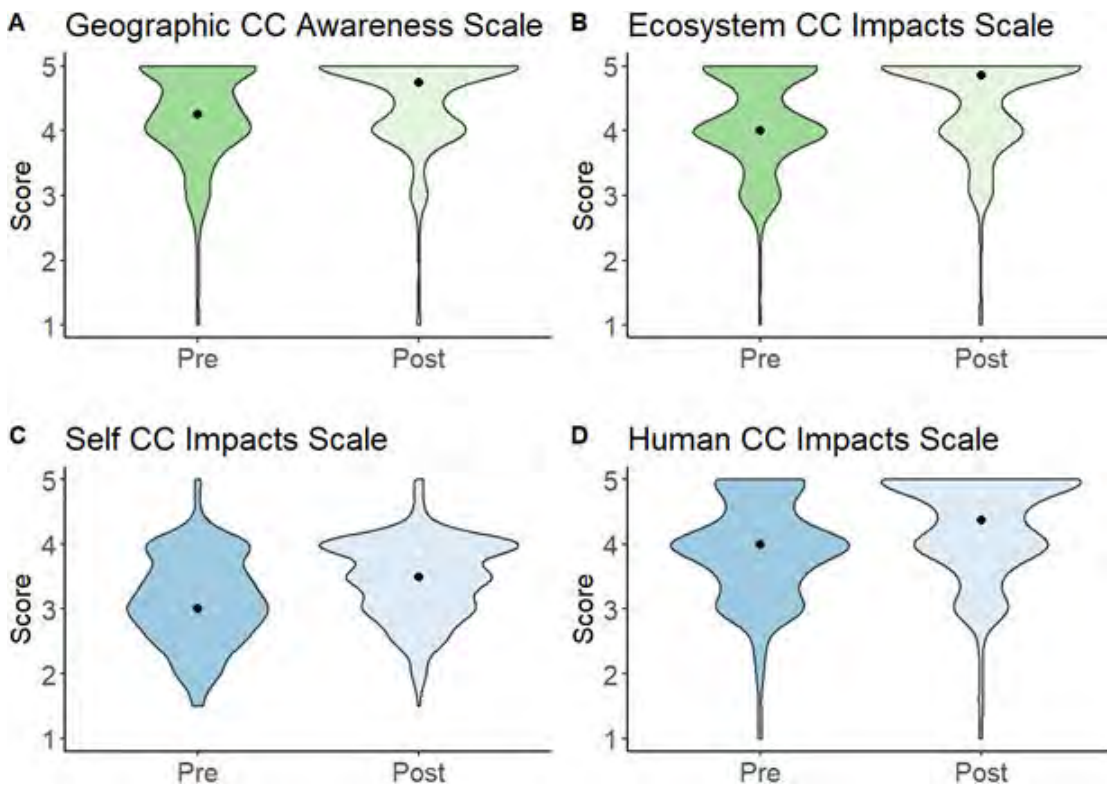 A Geographic CC Awareness Scale
5
4
3
2
1
Score
Pre Post
B Ecosystem CC Impacts Scale
5
4
3
2
1
Score
Pre Post
C Self CC Impacts Scale
5
4
3
2
1
Score
Pre Post
D Human CC Impacts Scale
5
4
3
2
1
Score
Pre Post